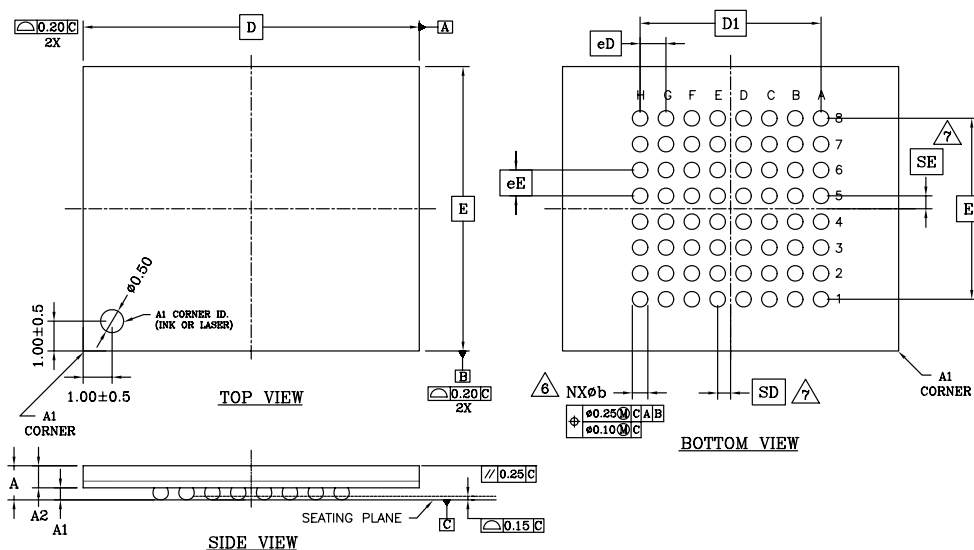 ⌓ 0.20 C
2X
D
A
E
ø0.50
A1 CORNER ID.
(INK OR LASER)
1.00±0.5
1.00±0.5
A1
CORNER
B
⌓ 0.20 C
2X
TOP VIEW
D1
eD
H G F E D C B A
8
7
6
5
4
3
2
1
7
SE
eE
E
6
NXøb
⌖ ø0.25 Ⓜ C A B
ø0.10 Ⓜ C
SD
7
A1
CORNER
BOTTOM VIEW
A
A2
A1
// 0.25 C
SEATING PLANE
C
⌓ 0.15 C
SIDE VIEW